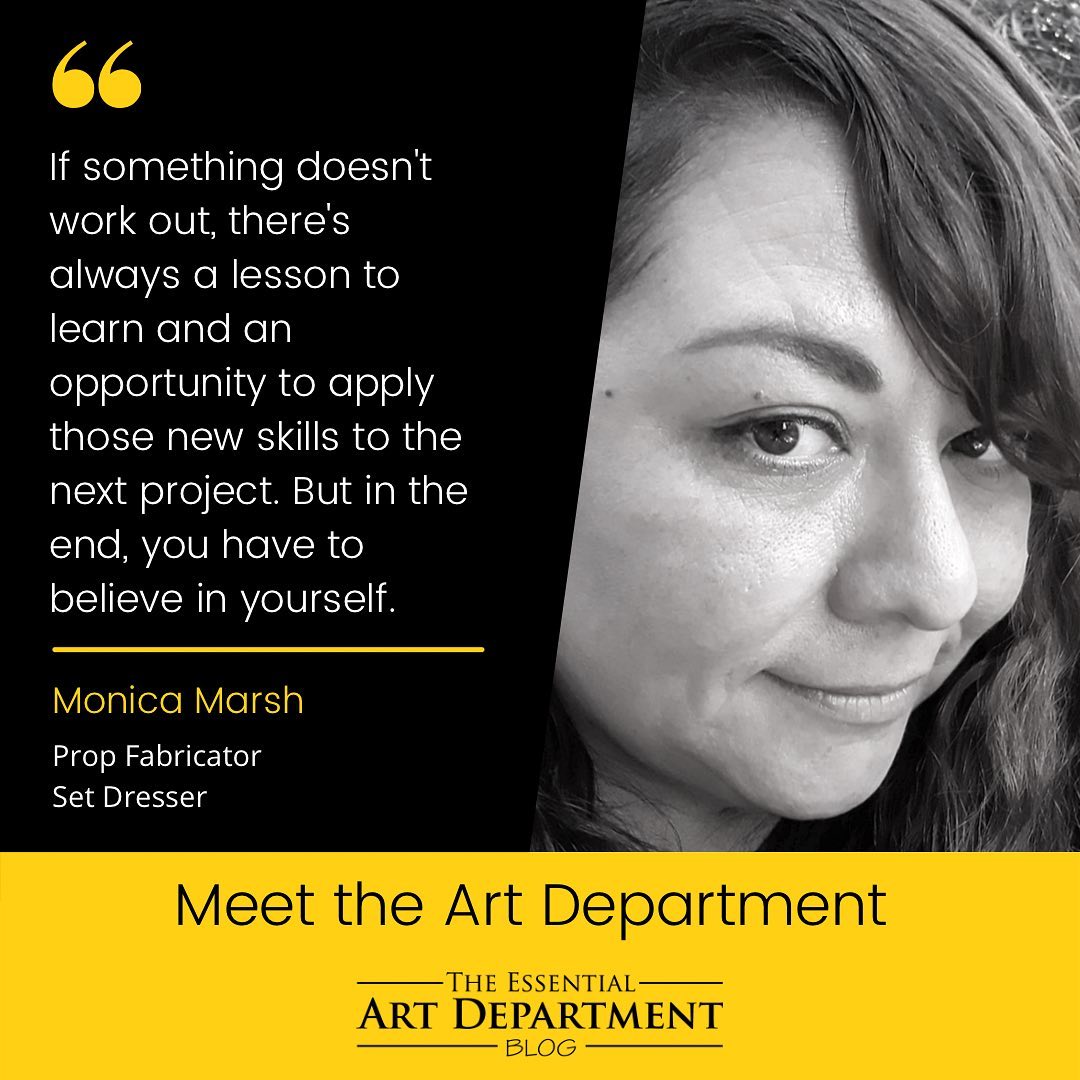 “
If something doesn't
work out, there's
always a lesson to
learn and an
opportunity to apply
those new skills to the
next project. But in the
end, you have to
believe in yourself.
Monica Marsh
Prop Fabricator
Set Dresser
Meet the Art Department
The Essential
Art Department
BLOG